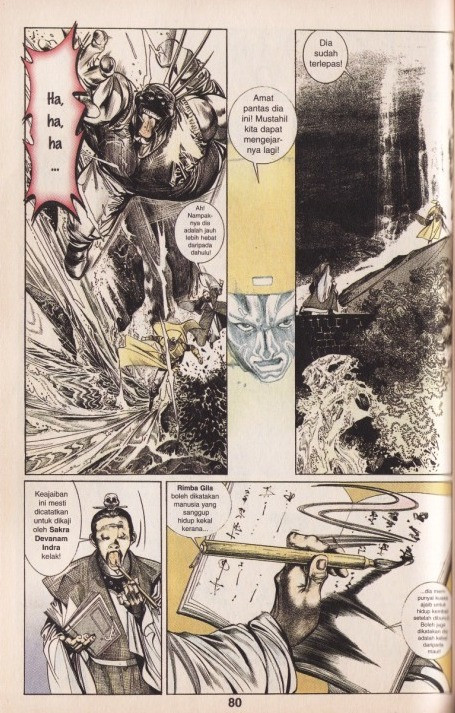 Ha,
ha,
ha
...
Ah!
Nampak-
nya dia
adalah jauh
lebih hebat
daripada
dahulu!
Amat
pantas dia
ini! Mustahil
kita dapat
mengejar-
nya lagi!
Dia
sudah
terlepas!
Keajaiban
ini mesti
dicatatkan
untuk dikaji
oleh Sakra
Devanam
Indra
kelak!
Rimba Gila
boleh dikatakan
manusia yang
sanggup
hidup kekal
kerana...
...dia mem-
punyai kuasa
ajaib untuk
hidup kembali
setelah
Boleh juga
dikatakan dia
adalah kebal
daripada
maut!
80